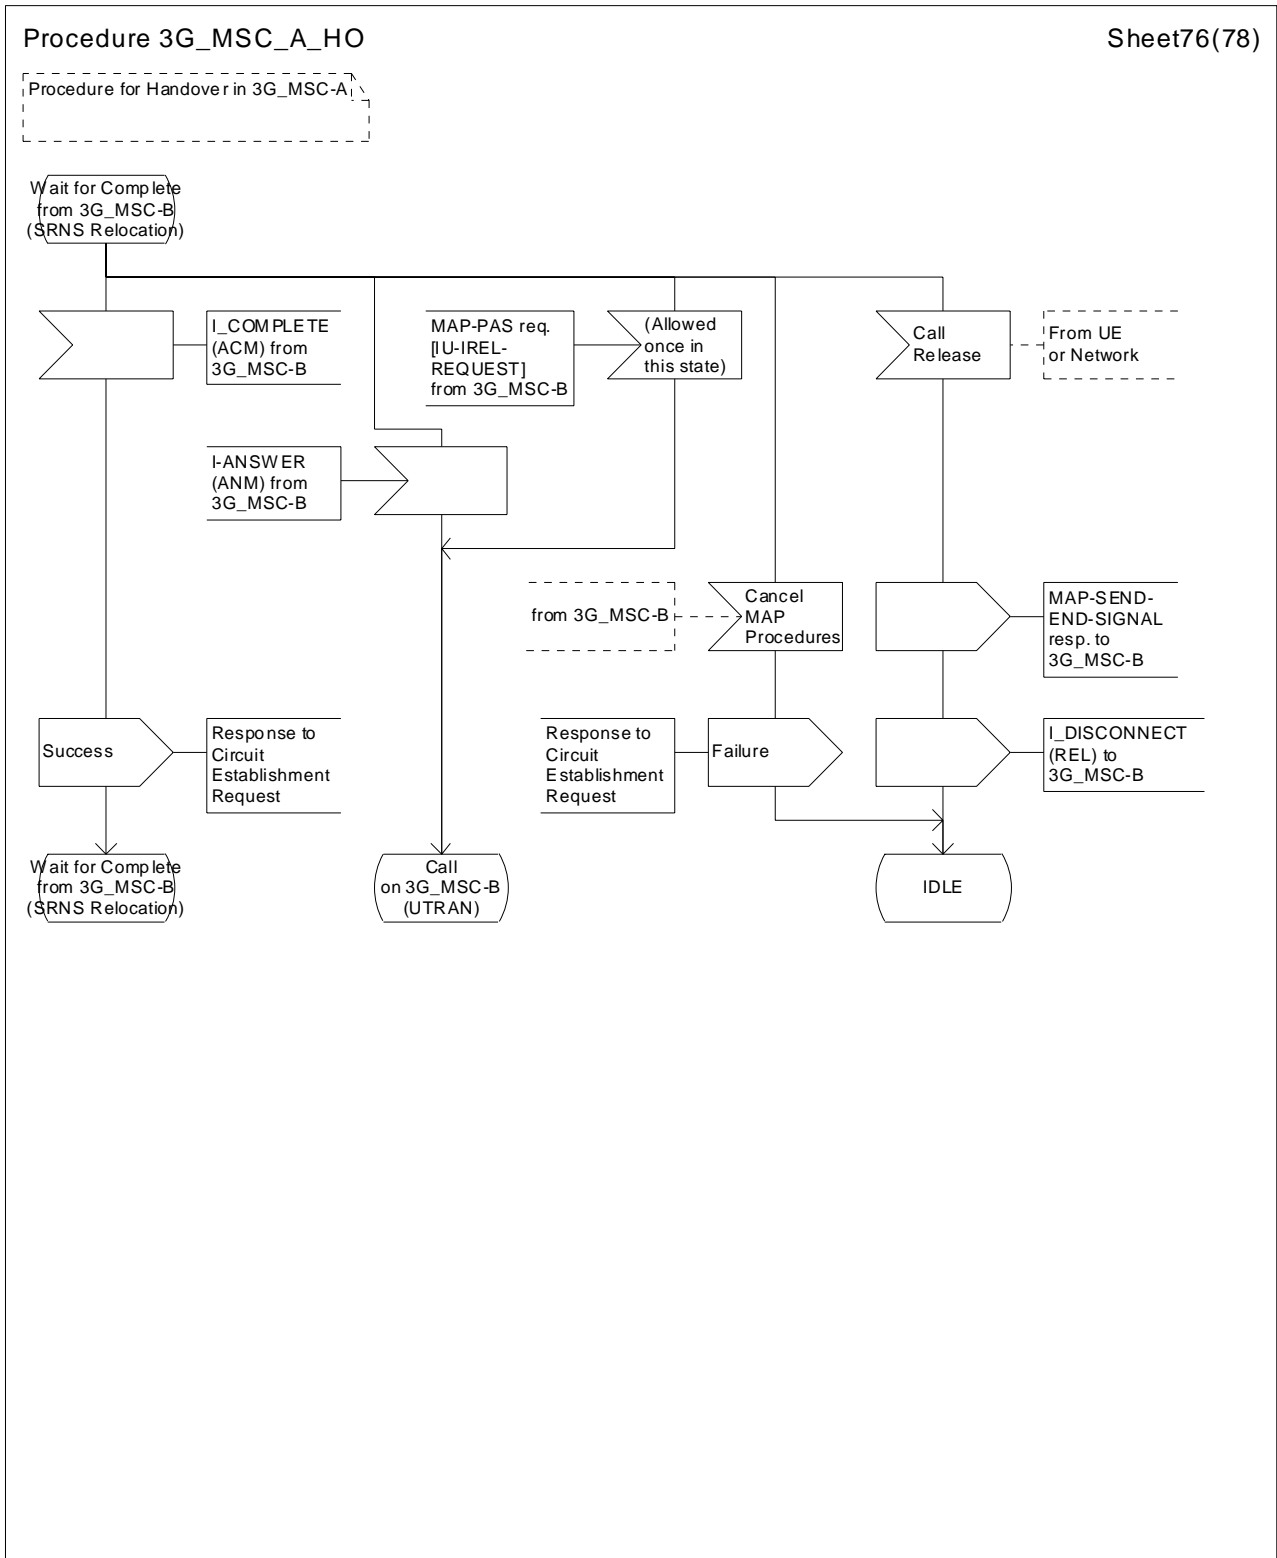 Procedure 3G_MSC_A_HO
Sheet76(78)
Procedure for Handover in 3G_MSC-A
Wait for Complete
from 3G_MSC-B
(SRNS Relocation)
I_COMPLETE
(ACM) from
3G_MSC-B
MAP-PAS req.
[IU-IREL-
REQUEST]
from 3G_MSC-B
(Allowed
once in
this state)
Call
Release
From UE
or Network
I-ANSWER
(ANM) from
3G_MSC-B
from 3G_MSC-B
Cancel
MAP
Procedures
MAP-SEND-
END-SIGNAL
resp. to
3G_MSC-B
Success
Response to
Circuit
Establishment
Request
Response to
Circuit
Establishment
Request
Failure
I_DISCONNECT
(REL) to
3G_MSC-B
Wait for Complete
from 3G_MSC-B
(SRNS Relocation)
Call
on 3G_MSC-B
(UTRAN)
IDLE